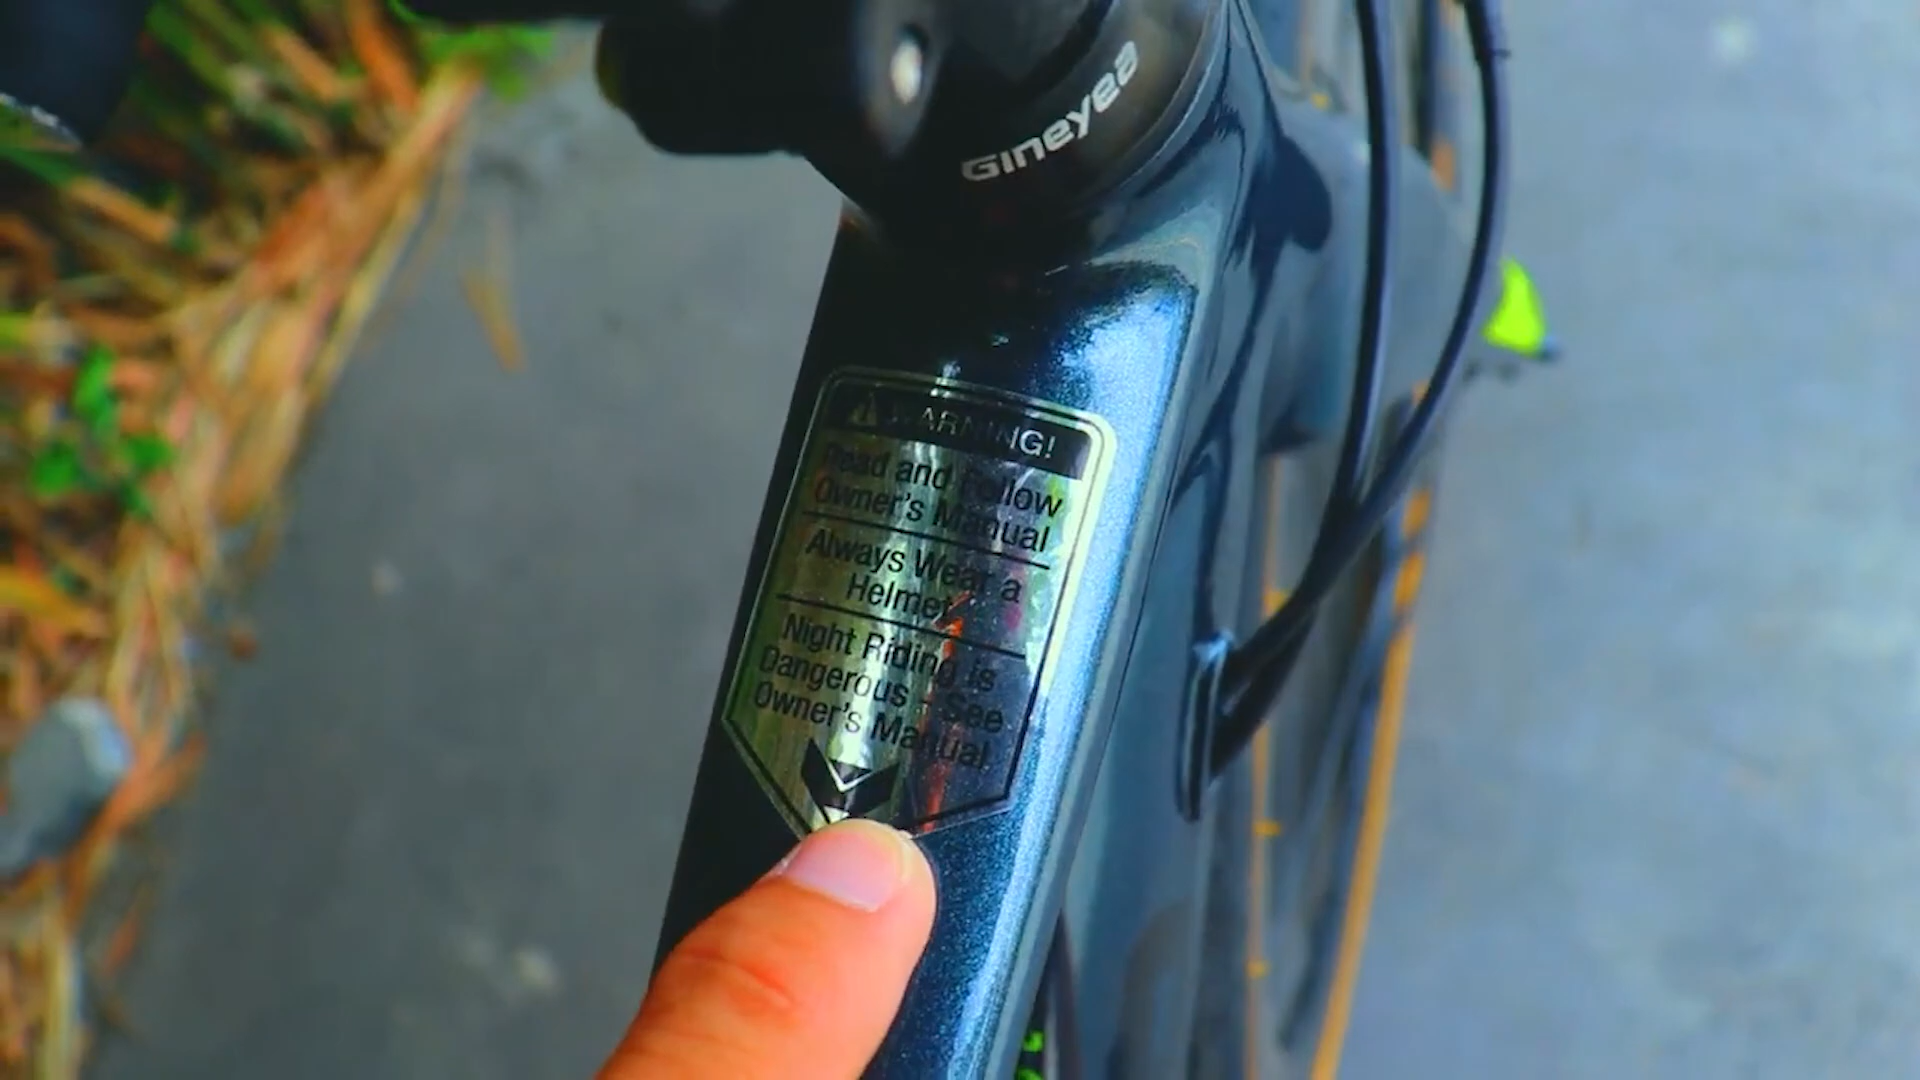 Gineyea
WARNING!
Read and Follow
Owner's Manual
Always Wear a
Helmet
Night Riding is
Dangerous - See
Owner's Manual